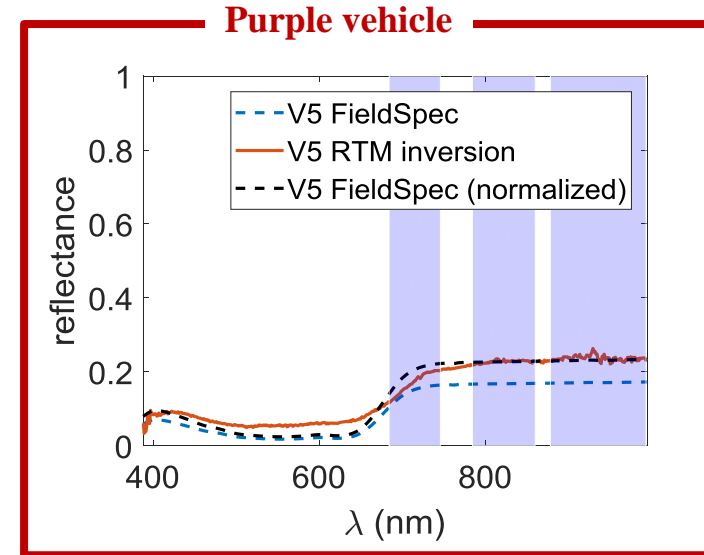 Purple vehicle
1
0.8
0.6
0.4
0.2
0
reflectance
V5 FieldSpec
V5 RTM inversion
V5 FieldSpec (normalized)
400
600
800
λ (nm)